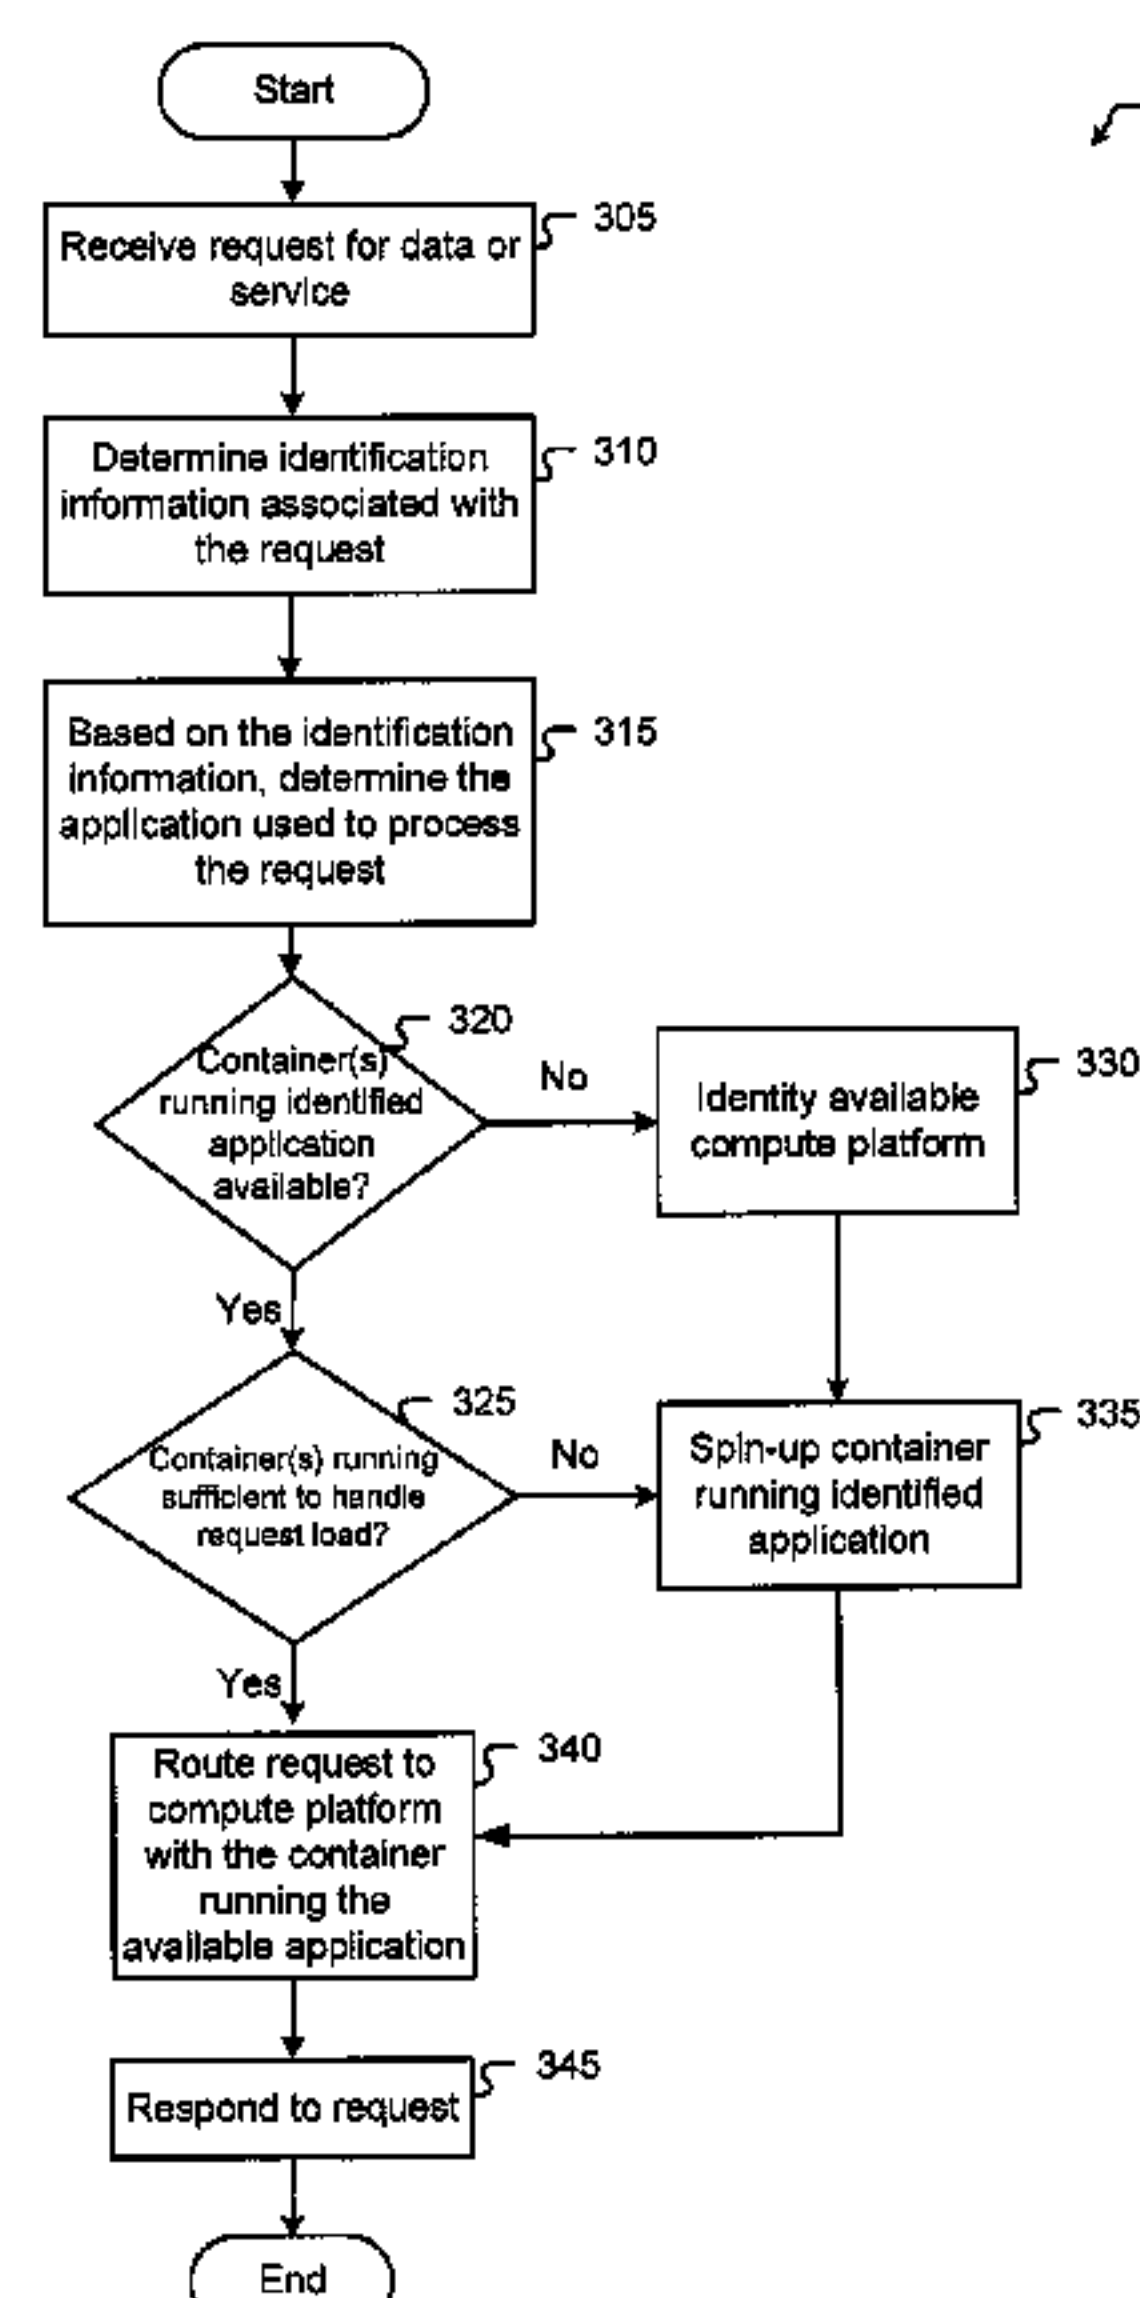 Start
Receive request for data or
service
305
Determine identification
information associated with
the request
310
Based on the identification
information, determine the
application used to process
the request
315
Container(s)
running identified
application
available?
320
No
Identity available
compute platform
330
Yes
Container(s) running
sufficient to handle
request load?
325
No
Spin-up container
running identified
application
335
Yes
Route request to
compute platform
with the container
running the
available application
340
Respond to request
345
End